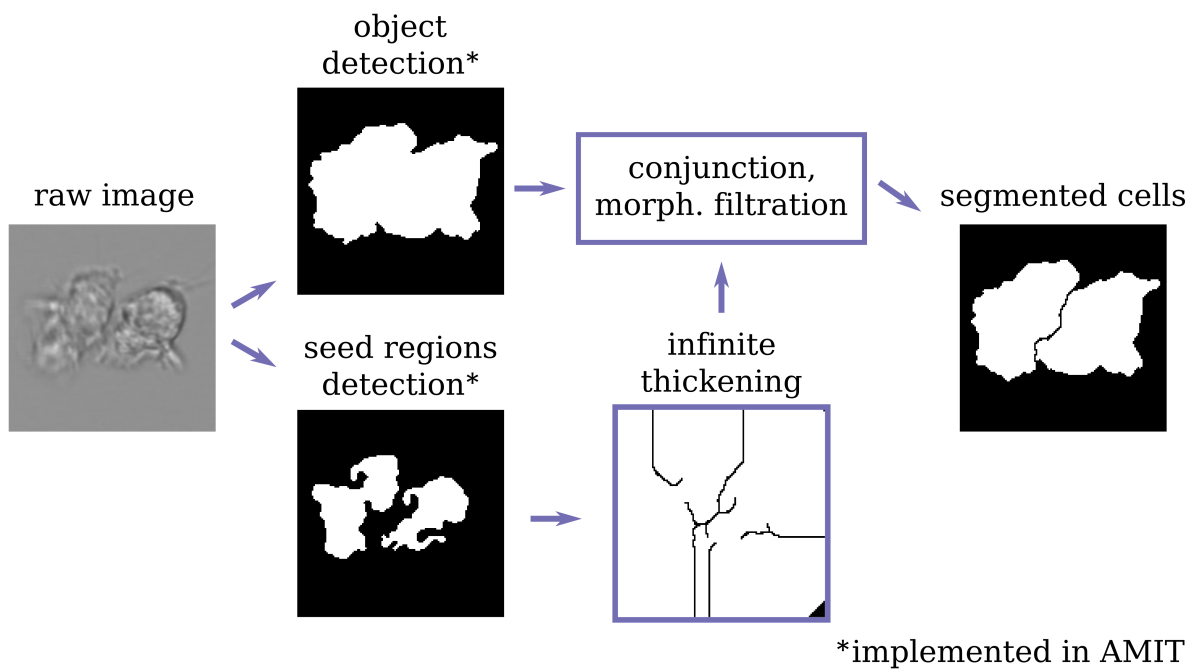 object
detection*
raw image
conjunction,
morph. filtration
segmented cells
seed regions
detection*
infinite
thickening
*implemented in AMIT